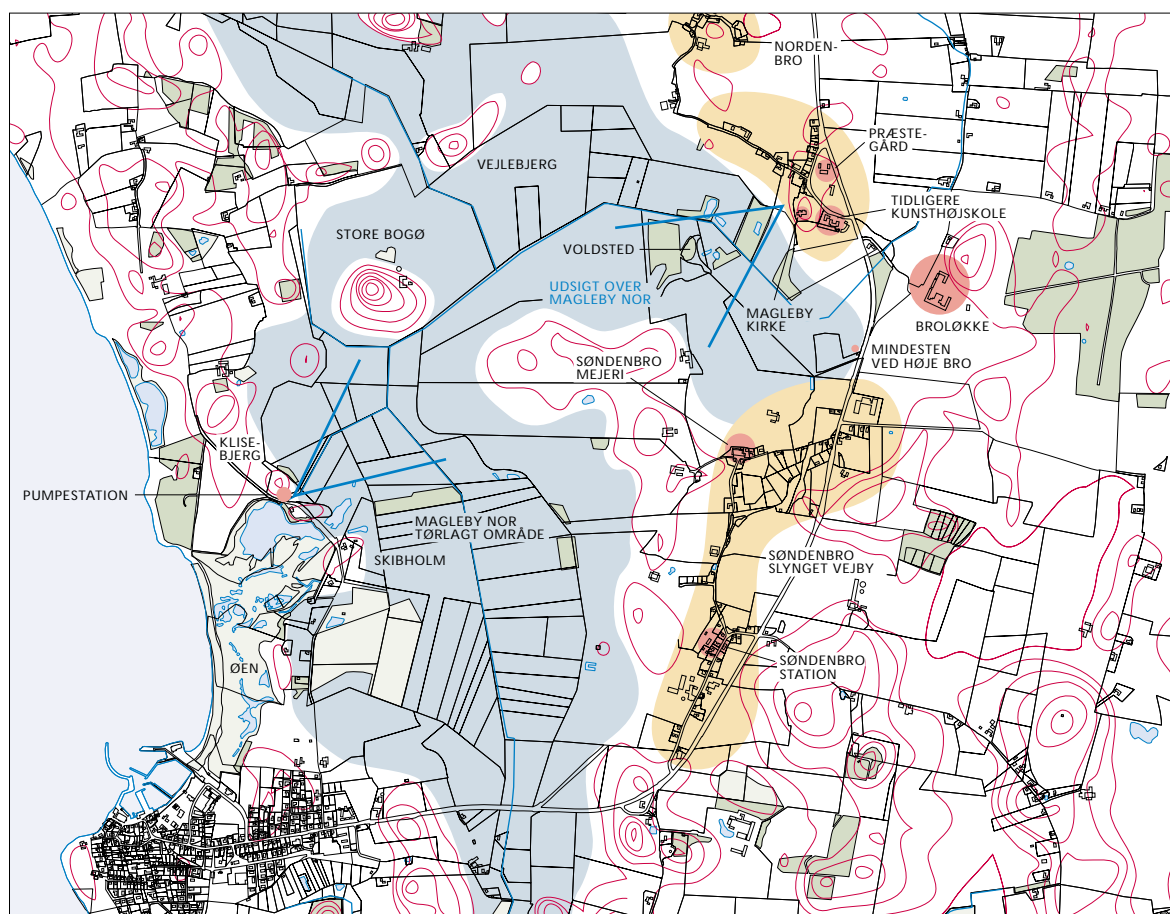 NORDEN-
BRO
PRÆSTE-
GÅRD
VEJLEBJERG
TIDLIGERE
KUNSTHØJSKOLE
STORE BOGØ
VOLDSTED
UDSIGT OVER
MAGLEBY NOR
MAGLEBY
KIRKE
BROLØKKE
SØNDENBRO
MEJERI
MINDESTEN
VED HØJE BRO
KLISE-
BJERG
PUMPESTATION
MAGLEBY NOR
TØRLAGT OMRÅDE
SKIBHOLM
SØNDENBRO
SLYNGET VEJBY
ØEN
SØNDENBRO
STATION